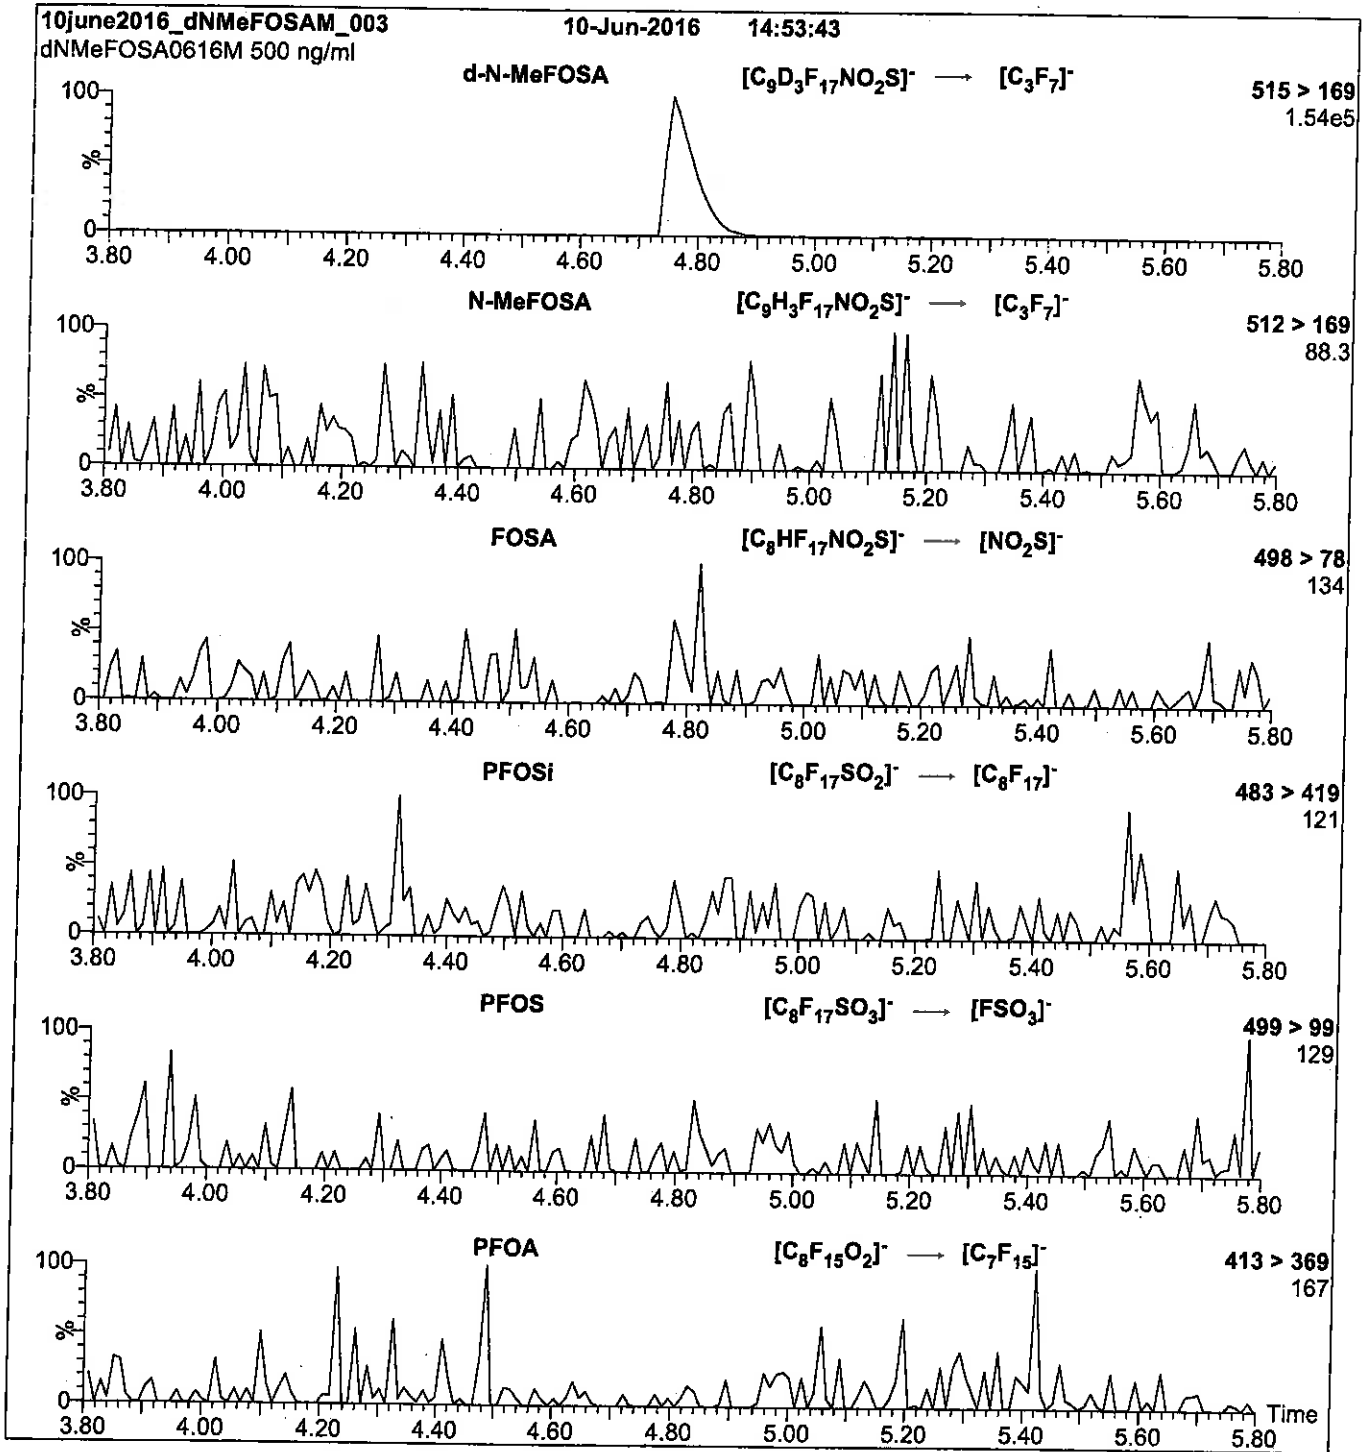 10june2016_dNMeFOSAM_003 10-Jun-2016 14:53:43
dNMeFOSA0616M 500 ng/ml
d-N-MeFOSA [C₉D₃F₁₇NO₂S]⁻ → [C₃F₇]⁻ 515 > 169
1.54e5
100
%
0
3.80 4.00 4.20 4.40 4.60 4.80 5.00 5.20 5.40 5.60 5.80
N-MeFOSA [C₉H₃F₁₇NO₂S]⁻ → [C₃F₇]⁻ 512 > 169
88.3
100
%
0
3.80 4.00 4.20 4.40 4.60 4.80 5.00 5.20 5.40 5.60 5.80
FOSA [C₈HF₁₇NO₂S]⁻ → [NO₂S]⁻ 498 > 78
134
100
%
0
3.80 4.00 4.20 4.40 4.60 4.80 5.00 5.20 5.40 5.60 5.80
PFOSi [C₈F₁₇SO₂]⁻ → [C₈F₁₇]⁻ 483 > 419
121
100
%
0
3.80 4.00 4.20 4.40 4.60 4.80 5.00 5.20 5.40 5.60 5.80
PFOS [C₈F₁₇SO₃]⁻ → [FSO₃]⁻ 499 > 99
129
100
%
0
3.80 4.00 4.20 4.40 4.60 4.80 5.00 5.20 5.40 5.60 5.80
PFOA [C₈F₁₅O₂]⁻ → [C₇F₁₅]⁻ 413 > 369
167
100
%
0
Time
3.80 4.00 4.20 4.40 4.60 4.80 5.00 5.20 5.40 5.60 5.80